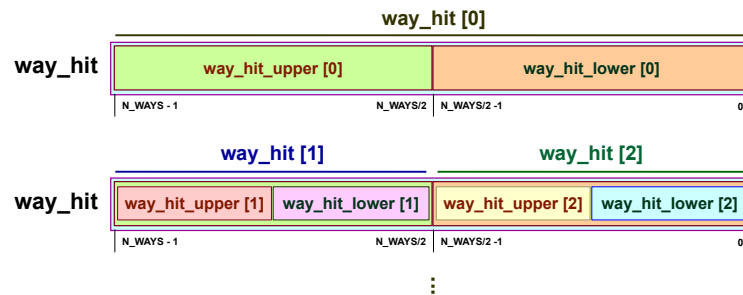 way_hit [0]
way_hit way_hit_upper [0] way_hit_lower [0]
N_WAYS - 1 N_WAYS/2 N_WAYS/2 -1 0
way_hit [1] way_hit [2]
way_hit way_hit_upper [1] way_hit_lower [1] way_hit_upper [2] way_hit_lower [2]
N_WAYS - 1 N_WAYS/2 N_WAYS/2 -1 0
⋮